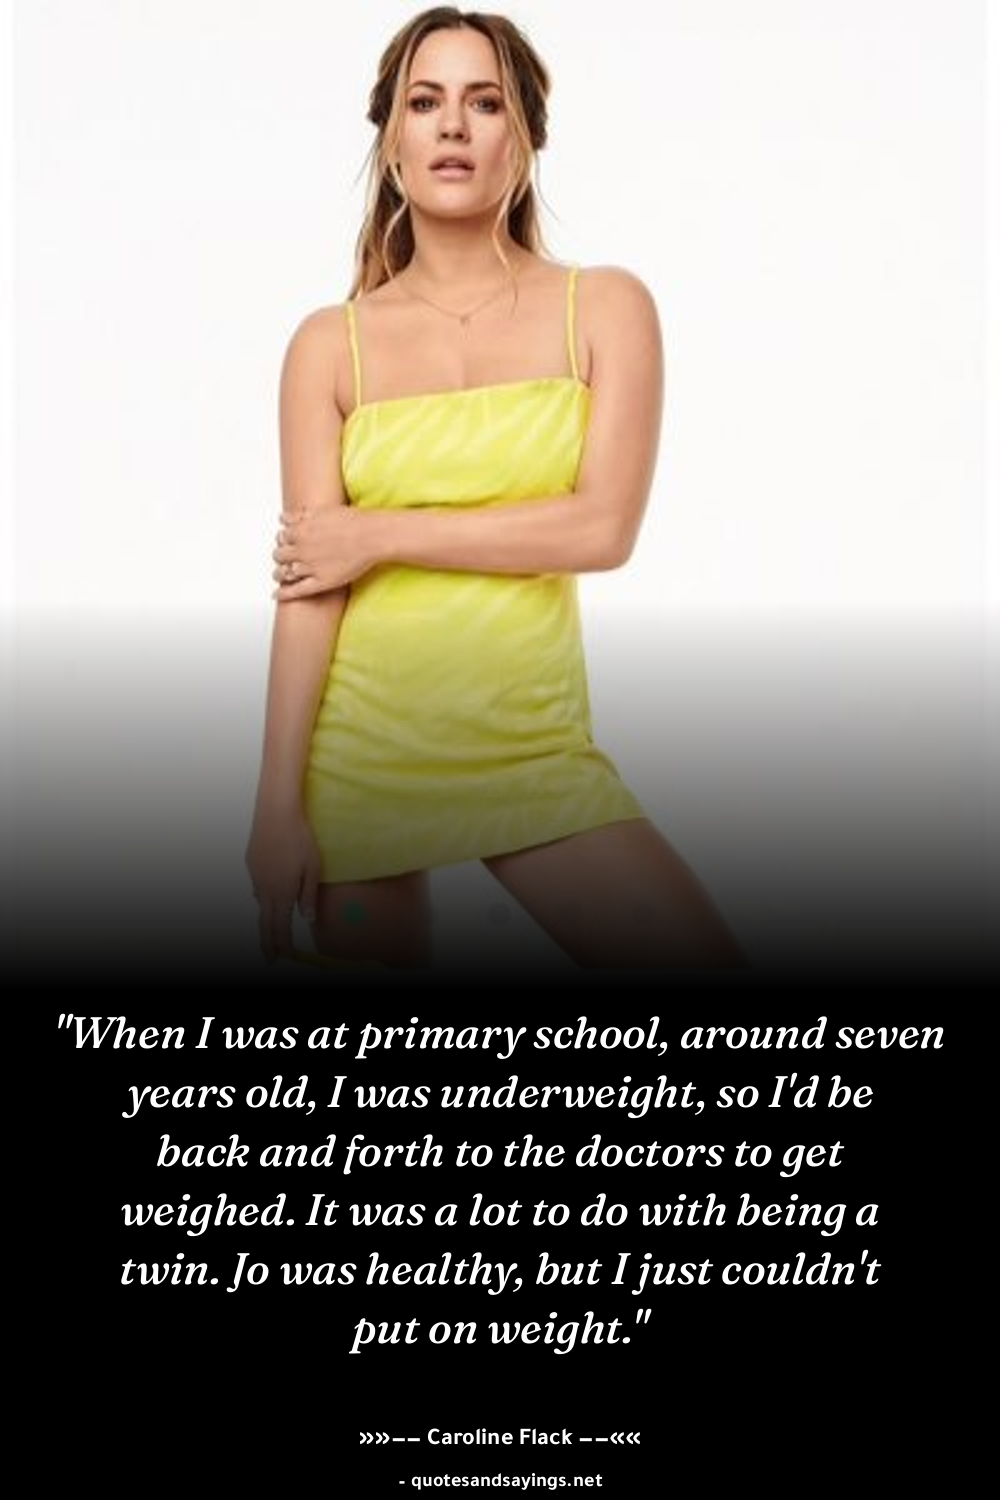 "When I was at primary school, around seven
years old, I was underweight, so I'd be
back and forth to the doctors to get
weighed. It was a lot to do with being a
twin. Jo was healthy, but I just couldn't
put on weight."
»»–– Caroline Flack ––««
- quotesandsayings.net